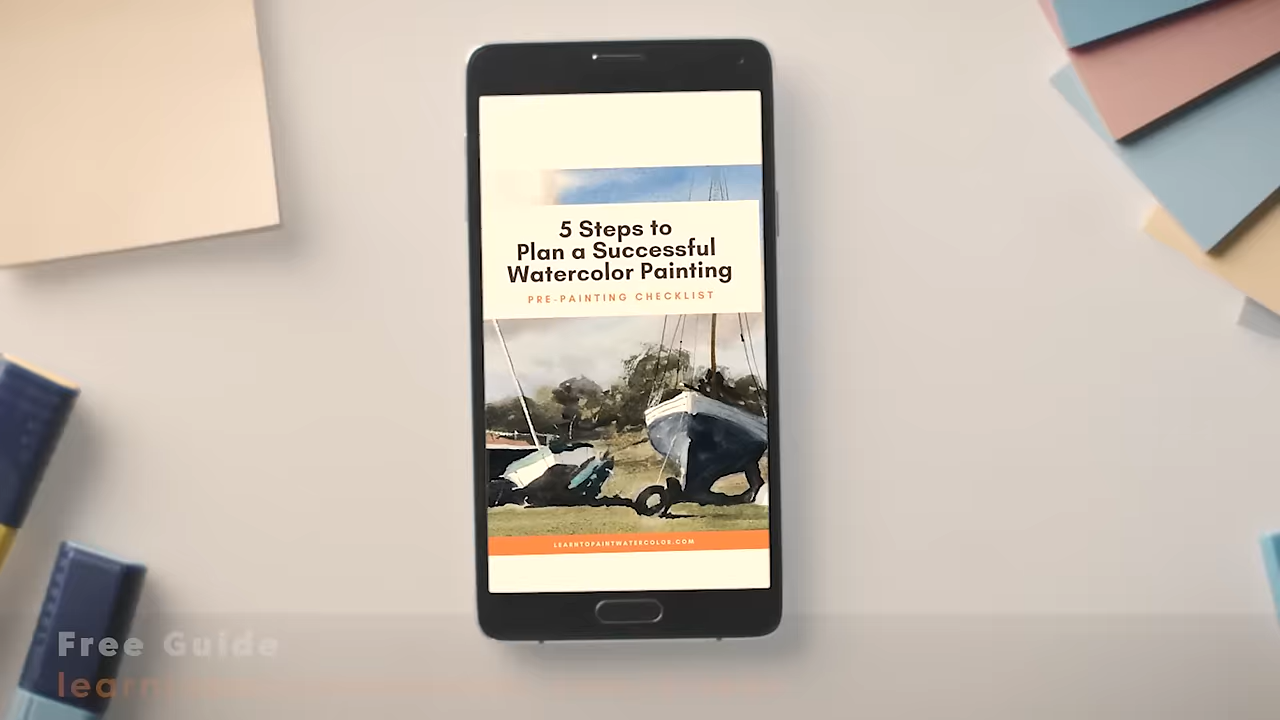 5 Steps to
Plan a Successful
Watercolor Painting
PRE-PAINTING CHECKLIST
LEARNTOPAINTWATERCOLOR.COM
Free Guide